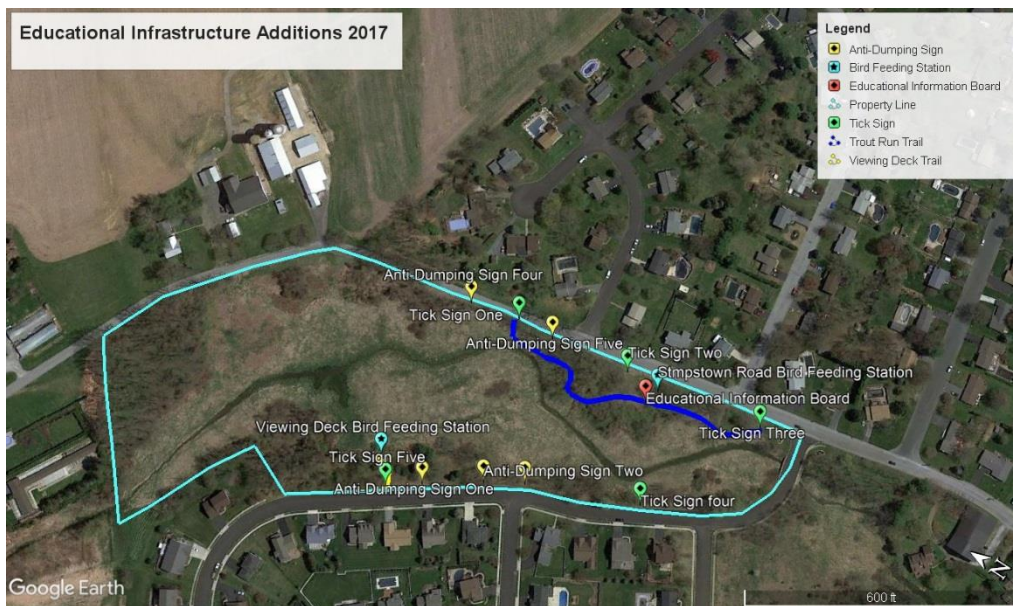 Educational Infrastructure Additions 2017
Legend
Anti-Dumping Sign
Bird Feeding Station
Educational Information Board
Property Line
Tick Sign
Trout Run Trail
Viewing Deck Trail
Anti-Dumping Sign Four
Tick Sign One
Anti-Dumping Sign Five
Tick Sign Two
Stmpstown Road Bird Feeding Station
Educational Information Board
Tick Sign Three
Viewing Deck Bird Feeding Station
Tick Sign Five
Anti-Dumping Sign Two
Anti-Dumping Sign One
Tick Sign four
Google Earth
N
600 ft